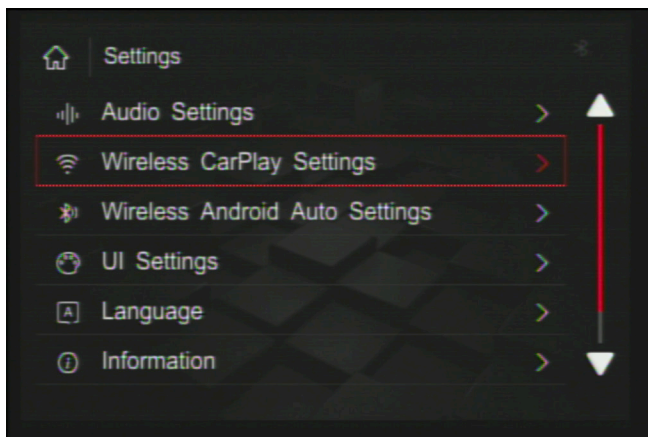 Settings
Audio Settings
Wireless CarPlay Settings
Wireless Android Auto Settings
UI Settings
A Language
Information